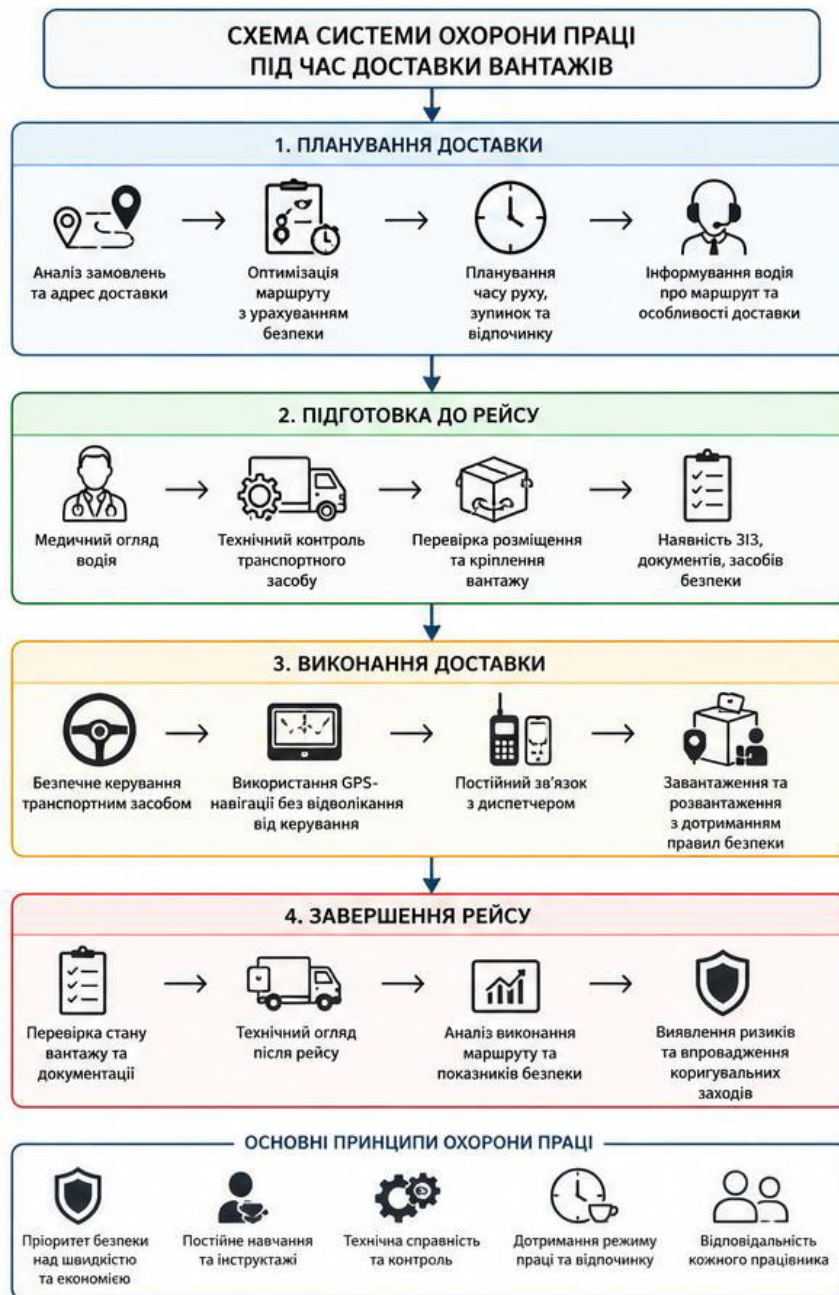 СХЕМА СИСТЕМИ ОХОРОНИ ПРАЦІ
ПІД ЧАС ДОСТАВКИ ВАНТАЖІВ
1. ПЛАНУВАННЯ ДОСТАВКИ
Аналіз замовлень
та адрес доставки
Оптимізація
маршруту
з урахуванням
безпеки
Планування
часу руху,
зупинок та
відпочинку
Інформування водія
про маршрут та
особливості доставки
2. ПІДГОТОВКА ДО РЕЙСУ
Медичний огляд
водія
Технічний контроль
транспортного
засобу
Перевірка розміщення
та кріплення
вантажу
Наявність ЗІЗ,
документів, засобів
безпеки
3. ВИКОНАННЯ ДОСТАВКИ
Безпечне керування
транспортним засобом
Використання GPS-
навігації без відволікання
від керування
Постійний зв'язок
з диспетчером
Завантаження та
розвантаження
з дотриманням
правил безпеки
4. ЗАВЕРШЕННЯ РЕЙСУ
Перевірка стану
вантажу та
документації
Технічний огляд
після рейсу
Аналіз виконання
маршруту та
показників безпеки
Виявлення ризиків
та впровадження
коригувальних
заходів
ОСНОВНІ ПРИНЦИПИ ОХОРОНИ ПРАЦІ
Пріоритет безпеки
над швидкістю
та економією
Постійне навчання
та інструктажі
Технічна справність
та контроль
Дотримання режиму
праці та відпочинку
Відповідальність
кожного працівника